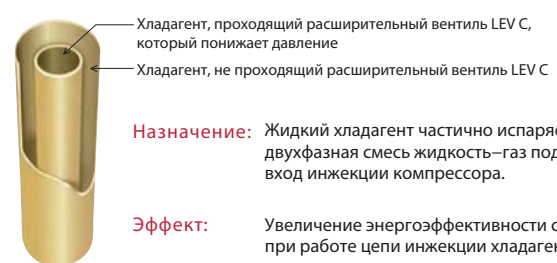 Хладагент, проходящий расширительный вентиль LEV C,
который понижает давление
Хладагент, не проходящий расширительный вентиль LEV C
Назначение: Жидкий хладагент частично
двухфазная смесь жидкость–газ
вход инжекции компрессора.
Эффект: Увеличение энергоэффективности
при работе цепи инжекции